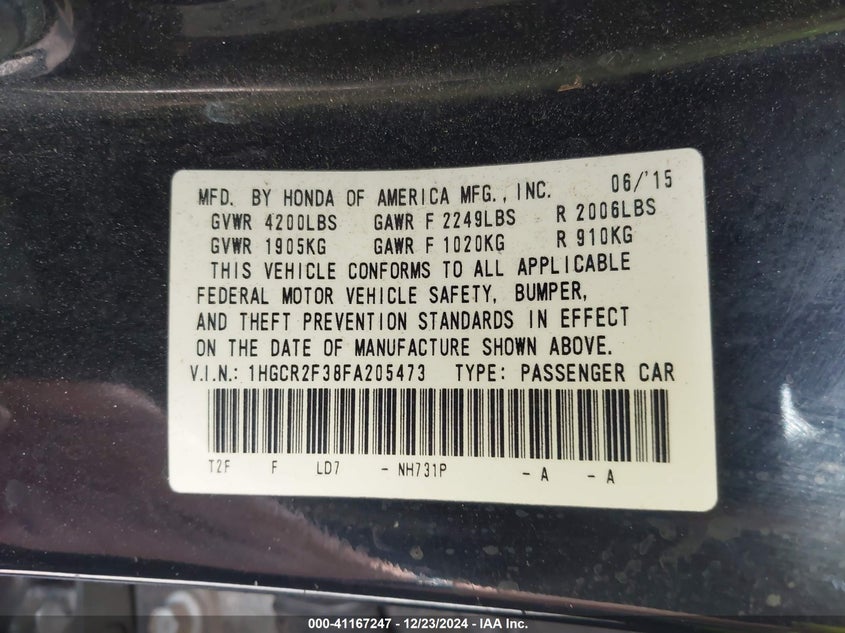 MFD. BY HONDA OF AMERICA MFG., INC. 06/'15
GVWR 4200LBS GAWR F 2249LBS R 2006LBS
GVWR 1905KG GAWR F 1020KG R 910KG
THIS VEHICLE CONFORMS TO ALL APPLICABLE
FEDERAL MOTOR VEHICLE SAFETY, BUMPER,
AND THEFT PREVENTION STANDARDS IN EFFECT
ON THE DATE OF MANUFACTURE SHOWN ABOVE.
V.I.N.: 1HGCR2F38FA205473 TYPE: PASSENGER CAR
T2F F LD7 - NH731P - A - A
000-41167247 - 12/23/2024 - IAA Inc.